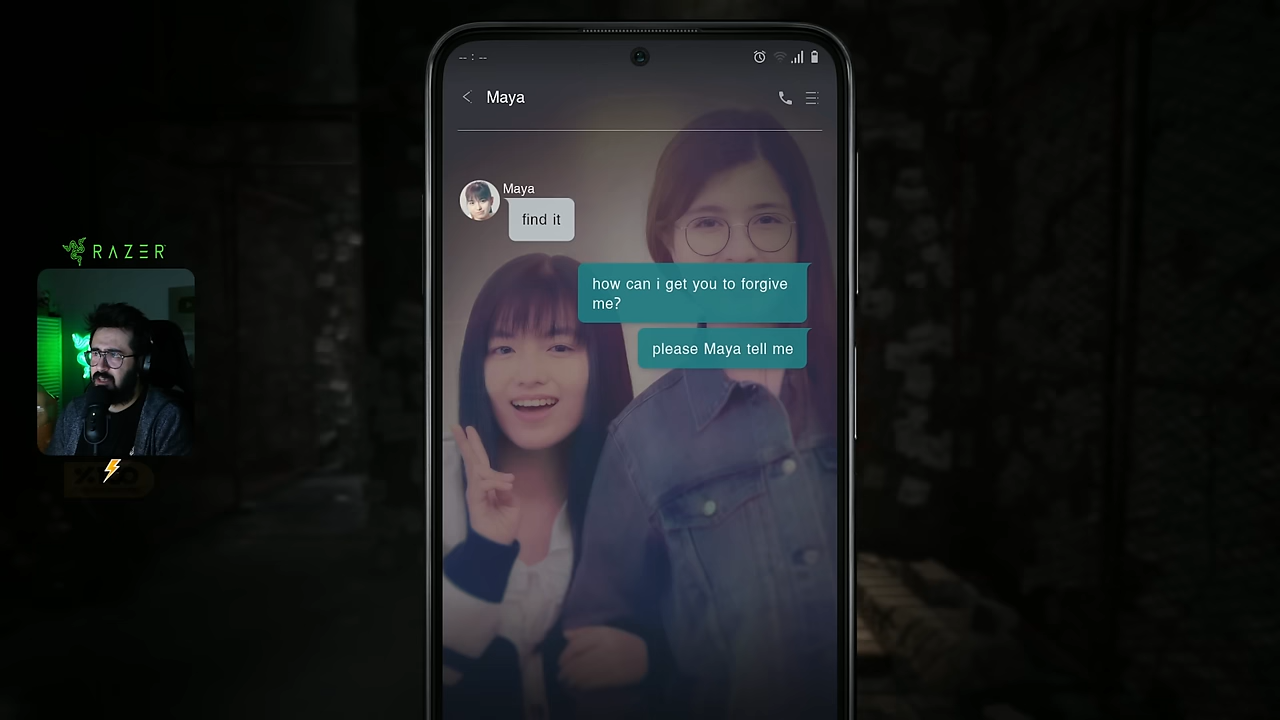 -- : --
Maya
Maya
find it
how can i get you to forgive
me?
please Maya tell me
RAZER